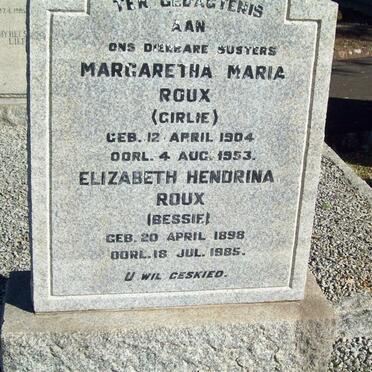 TER GEDAGTENIS
AAN
ONS DIERBARE SUSTERS
MARGARETHA MARIA
ROUX
(GIRLIE)
GEB. 12 APRIL 1904
OORL. 4 AUG. 1953.
ELIZABETH HENDRINA
ROUX
(BESSIE)
GEB. 20 APRIL 1898
OORL. 18 JUL. 1985.
U WIL GESKIED.